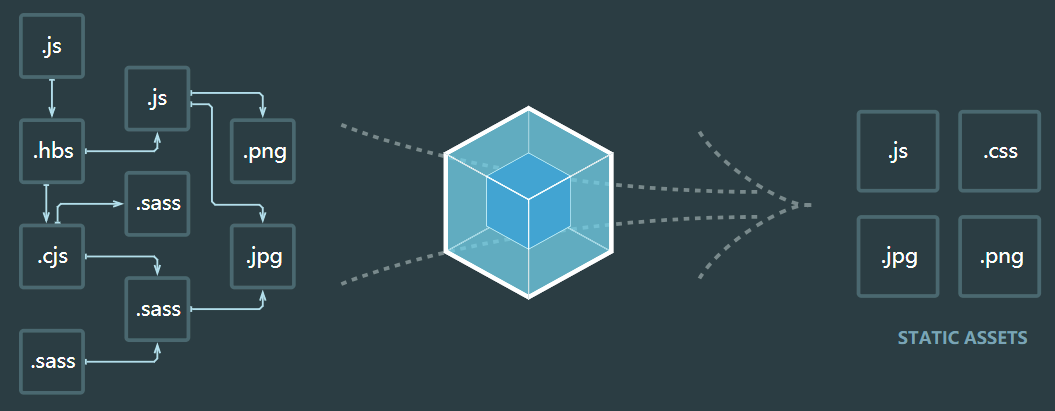 .js
.js
.hbs
.png
.sass
.cjs
.jpg
.sass
.sass
.js
.css
.jpg
.png
STATIC ASSETS